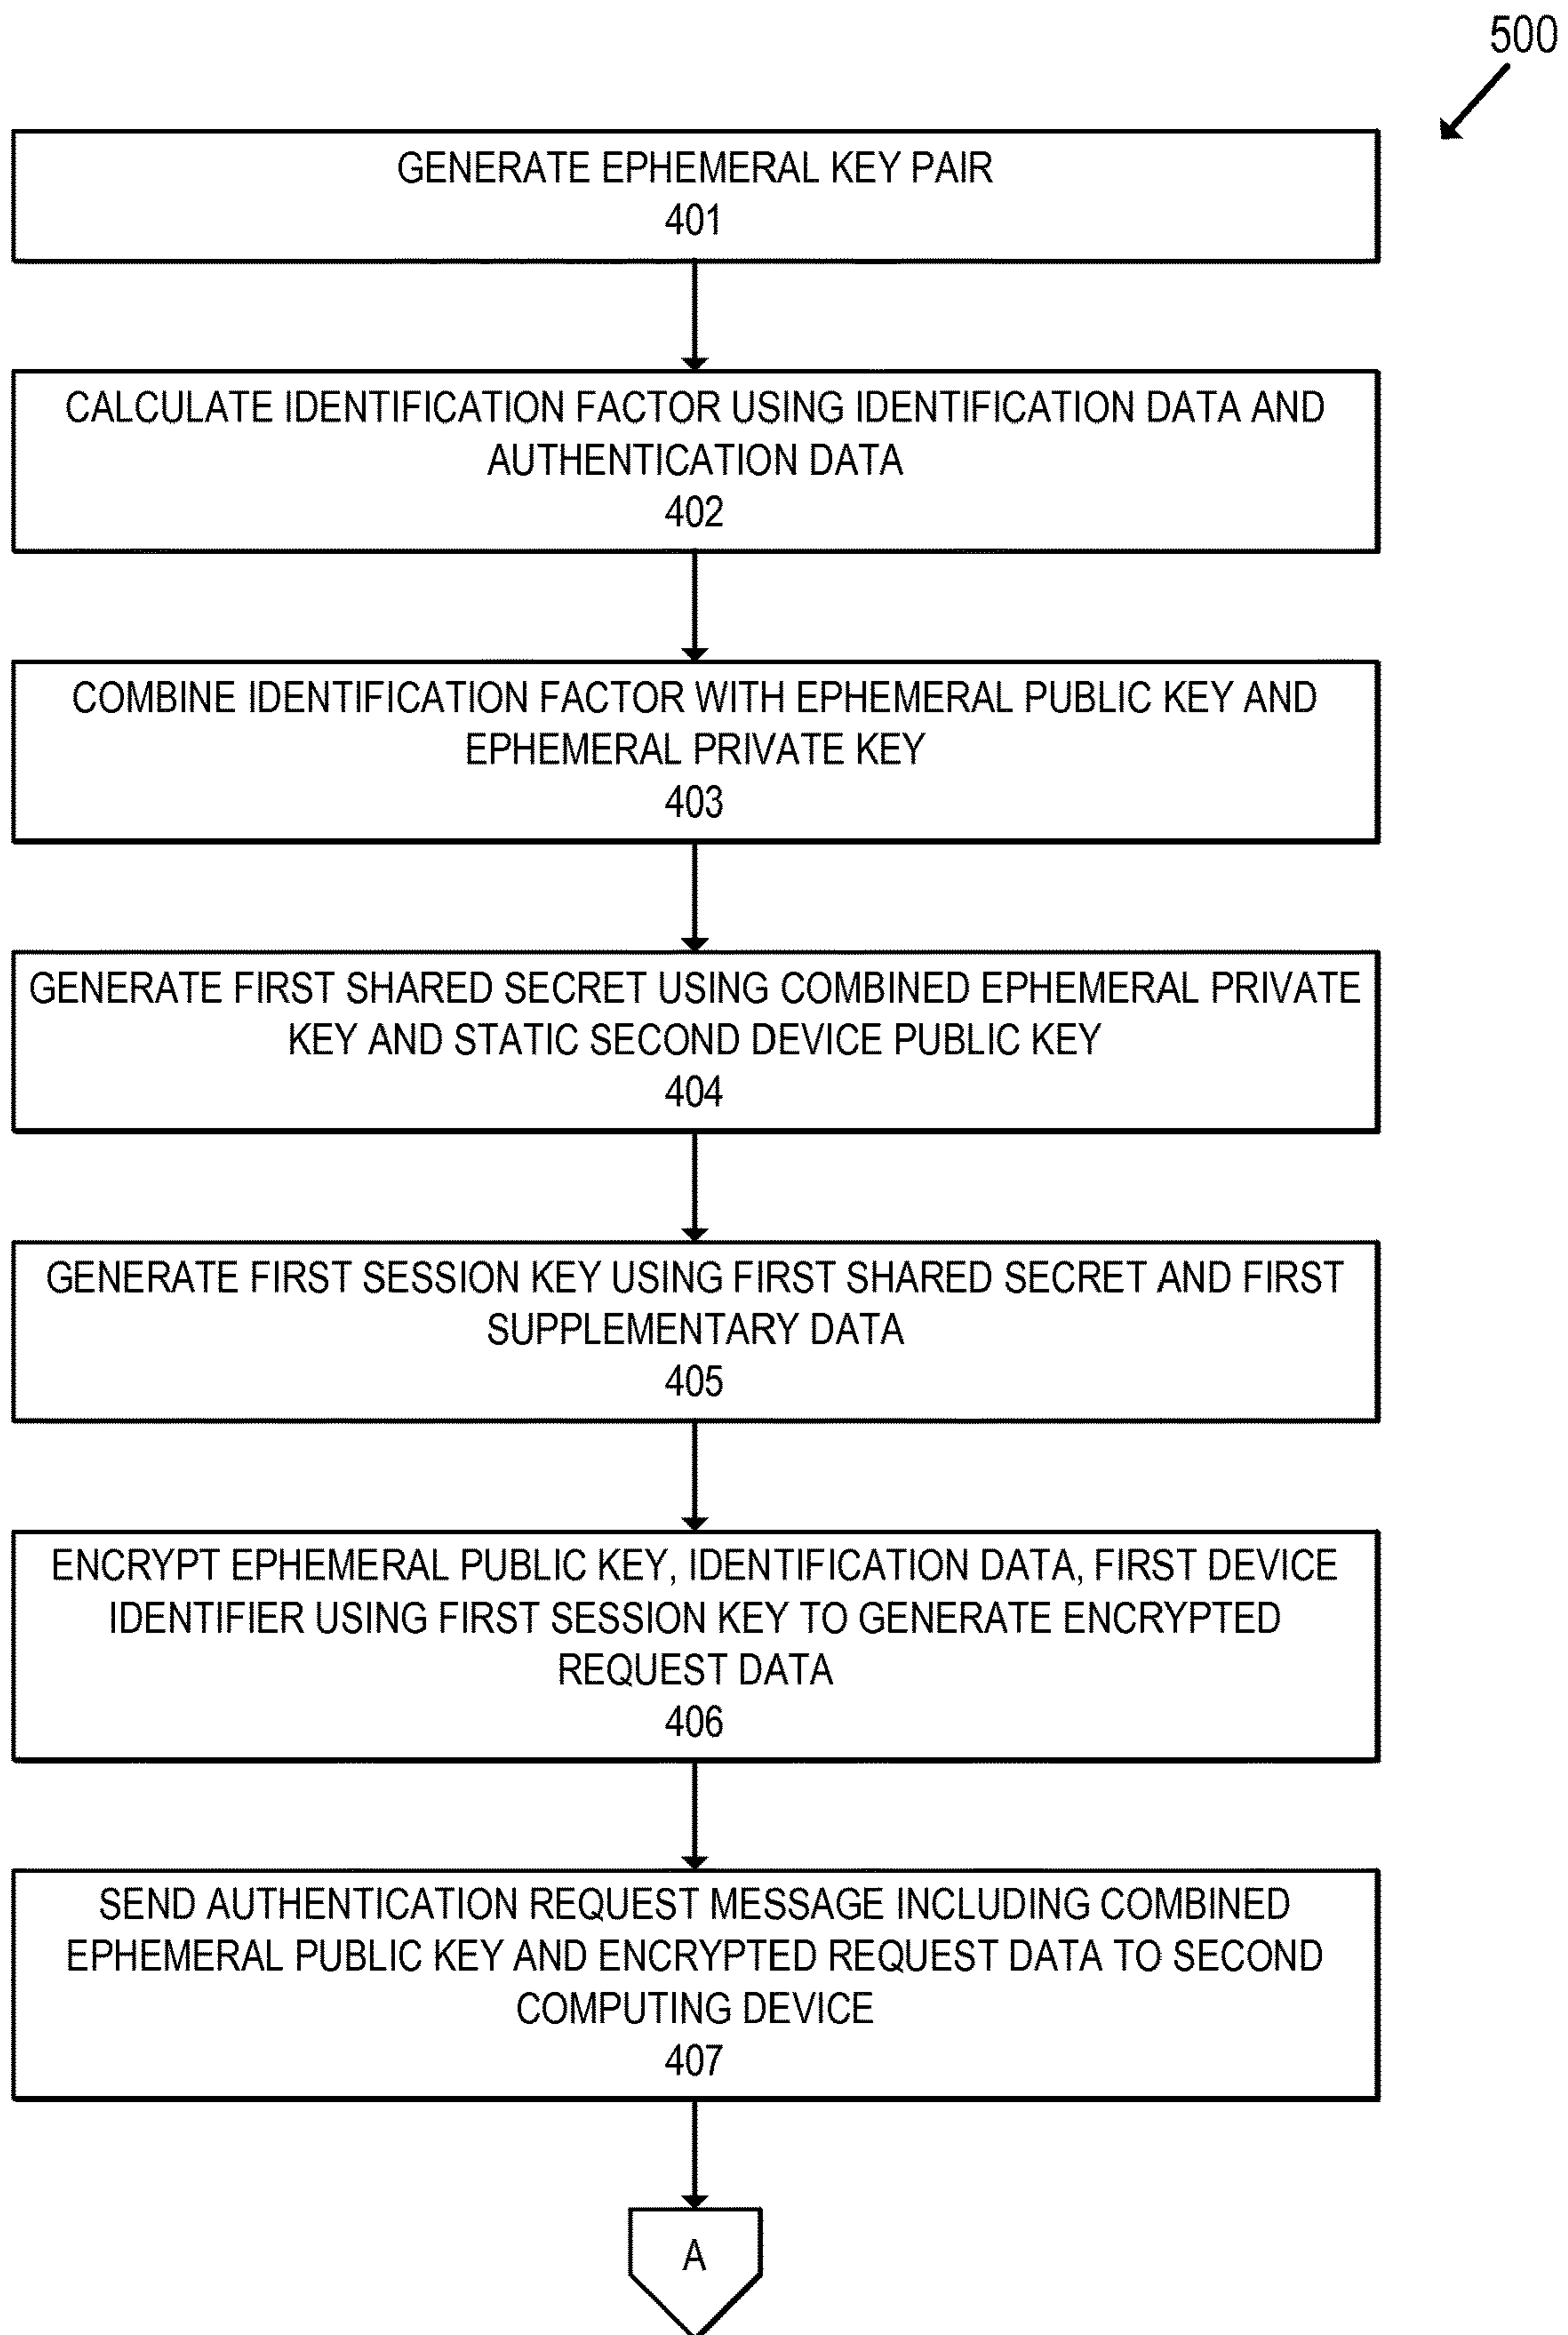 500
GENERATE EPHEMERAL KEY PAIR
401
CALCULATE IDENTIFICATION FACTOR USING IDENTIFICATION DATA AND
AUTHENTICATION DATA
402
COMBINE IDENTIFICATION FACTOR WITH EPHEMERAL PUBLIC KEY AND
EPHEMERAL PRIVATE KEY
403
GENERATE FIRST SHARED SECRET USING COMBINED EPHEMERAL PRIVATE
KEY AND STATIC SECOND DEVICE PUBLIC KEY
404
GENERATE FIRST SESSION KEY USING FIRST SHARED SECRET AND FIRST
SUPPLEMENTARY DATA
405
ENCRYPT EPHEMERAL PUBLIC KEY, IDENTIFICATION DATA, FIRST DEVICE
IDENTIFIER USING FIRST SESSION KEY TO GENERATE ENCRYPTED
REQUEST DATA
406
SEND AUTHENTICATION REQUEST MESSAGE INCLUDING COMBINED
EPHEMERAL PUBLIC KEY AND ENCRYPTED REQUEST DATA TO SECOND
COMPUTING DEVICE
407
A